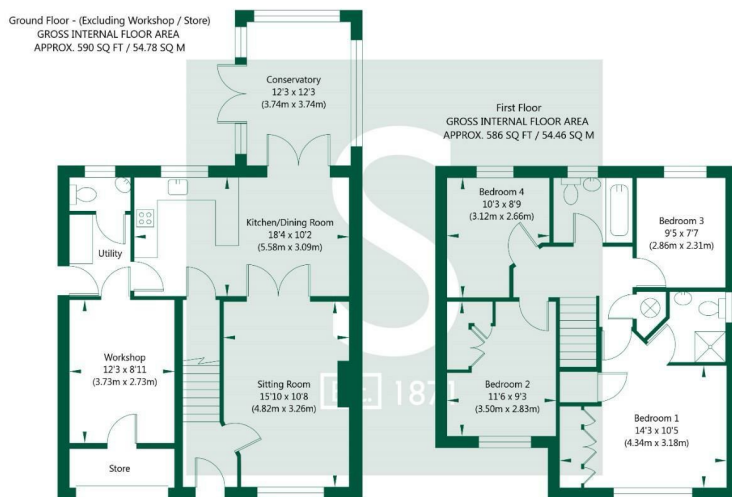 Ground Floor - (Excluding Workshop / Store)
GROSS INTERNAL FLOOR AREA
APPROX. 590 SQ FT / 54.78 SQ M
Conservatory
12'3 x 12'3
(3.74m x 3.74m)
Kitchen/Dining Room
18'4 x 10'2
(5.58m x 3.09m)
Utility
Workshop
12'3 x 8'11
(3.73m x 2.73m)
Sitting Room
15'10 x 10'8
(4.82m x 3.26m)
Store
First Floor
GROSS INTERNAL FLOOR AREA
APPROX. 586 SQ FT / 54.46 SQ M
Bedroom 4
10'3 x 8'9
(3.12m x 2.66m)
Bedroom 3
9'5 x 7'7
(2.86m x 2.31m)
Bedroom 2
11'6 x 9'3
(3.50m x 2.83m)
Bedroom 1
14'3 x 10'5
(4.34m x 3.18m)
S
Est. 1871